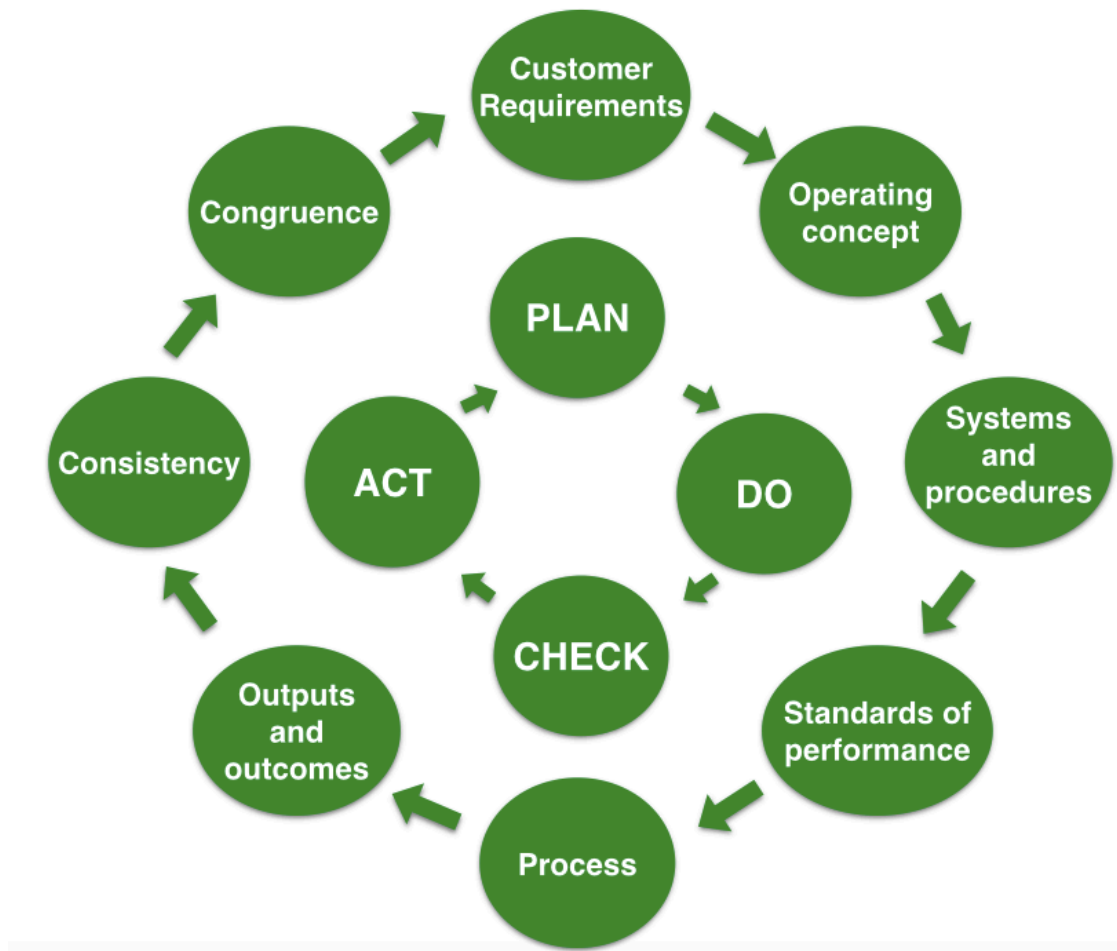 Customer
Requirements
Operating
concept
Systems
and
procedures
Standards of
performance
Process
Outputs
and
outcomes
Consistency
Congruence
PLAN
DO
CHECK
ACT